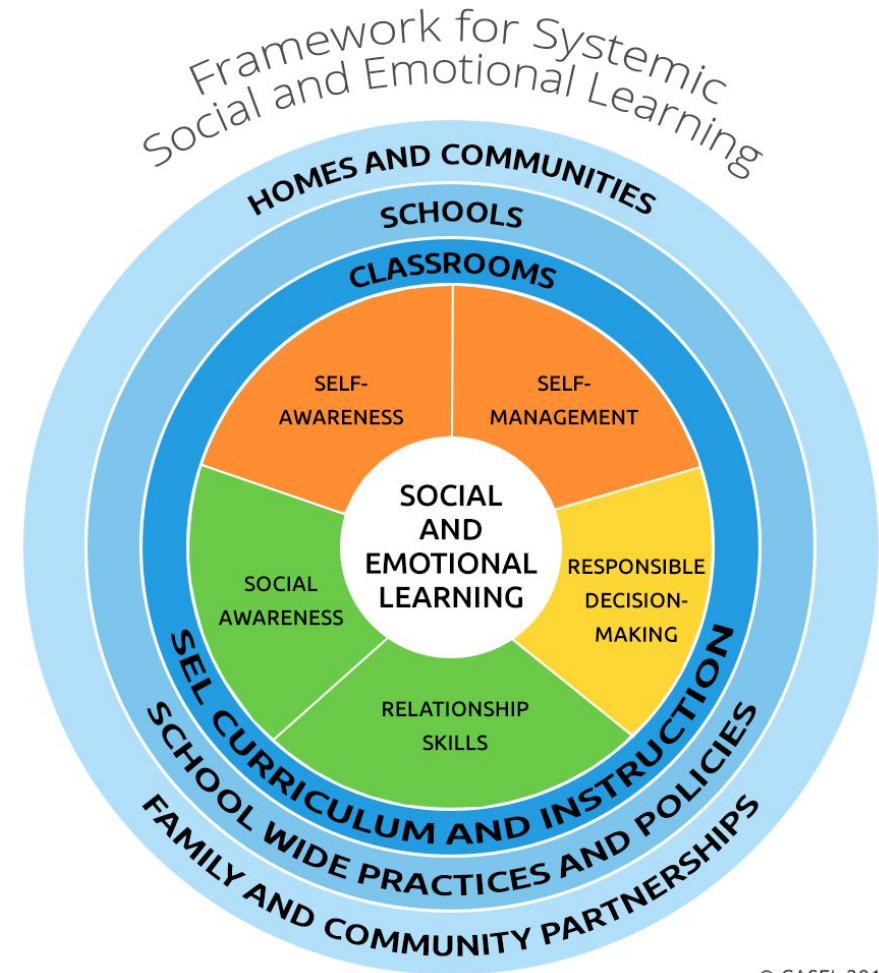 Framework for Systemic
Social and Emotional Learning
HOMES AND COMMUNITIES
SCHOOLS
CLASSROOMS
SELF-
AWARENESS
SELF-
MANAGEMENT
SOCIAL
AND
EMOTIONAL
LEARNING
RESPONSIBLE
DECISION-
MAKING
SOCIAL
AWARENESS
RELATIONSHIP
SKILLS
SEL CURRICULUM AND INSTRUCTION
SCHOOL WIDE PRACTICES AND POLICIES
FAMILY AND COMMUNITY PARTNERSHIPS
© CASEL